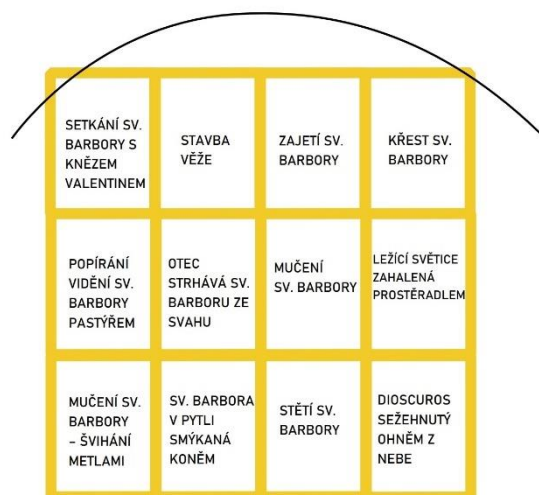 SETKÁNÍ SV.
BARBORY S
KNĚZEM
VALENTINEM
STAVBA
VĚŽE
ZAJETÍ SV.
BARBORY
KŘEST SV.
BARBORY
POPÍRÁNÍ
VIDĚNÍ SV.
BARBORY
PASTÝŘEM
OTEC
STRHÁVÁ SV.
BARBORU ZE
SVAHU
MUČENÍ
SV. BARBORY
LEŽÍCÍ SVĚTICE
ZAHALENÁ
PROSTĚRADLEM
MUČENÍ SV.
BARBORY
– ŠVIHÁNÍ
METLAMI
SV. BARBORA
V PYTLI
SMÝKANÁ
KONĚM
STĚTÍ SV.
BARBORY
DIOSCUROS
SEŽEHNUTÝ
OHNĚM Z
NEBE